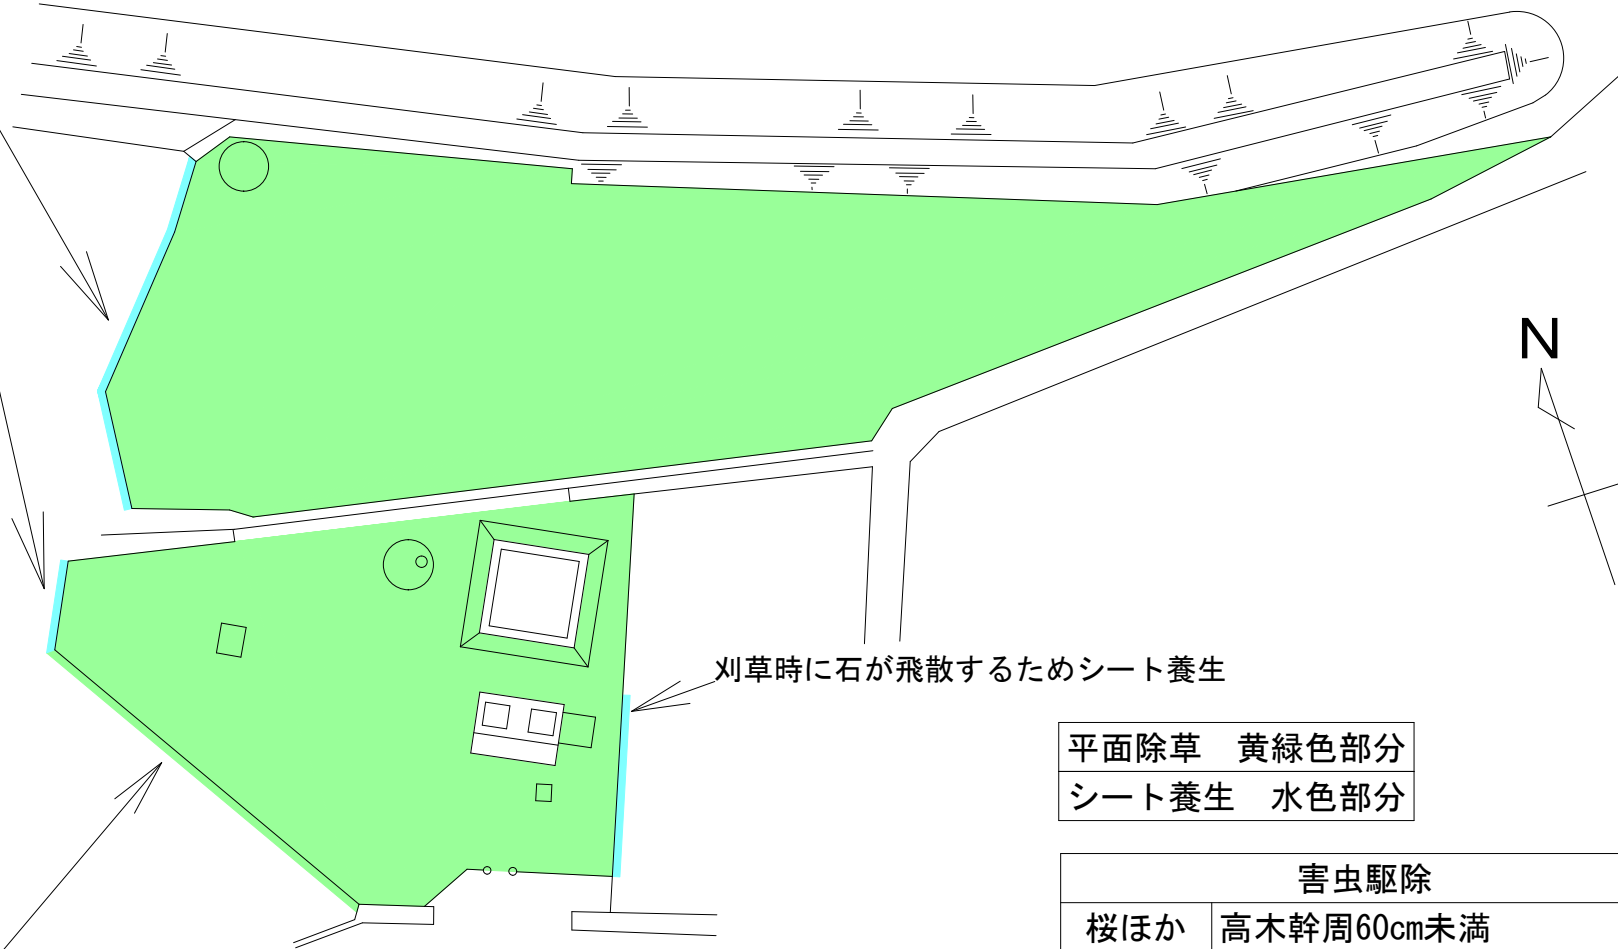 N
刈草時に石が飛散するためシート養生
平面除草　黄緑色部分
シート養生　水色部分
害虫駆除
桜ほか　高木幹周60cm未満